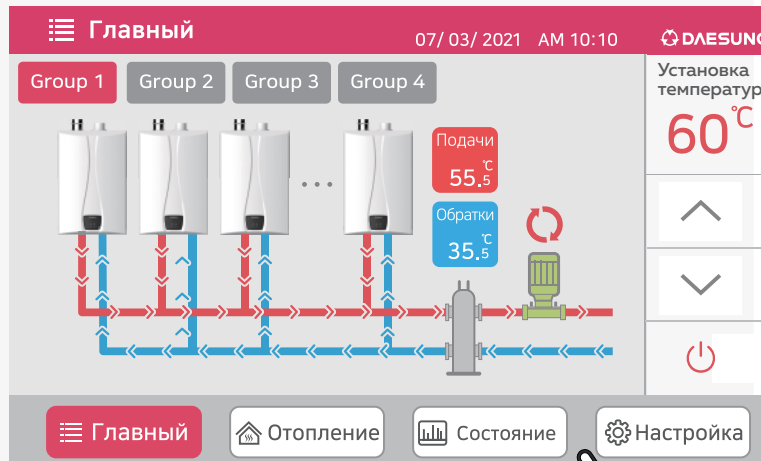 Главный
07/ 03/ 2021 AM 10:10
DAESUNG
Group 1
Group 2
Group 3
Group 4
Установка
температур
60℃
Подачи
55.5℃
Обратки
35.5℃
Главный
Отопление
Состояние
Настройка